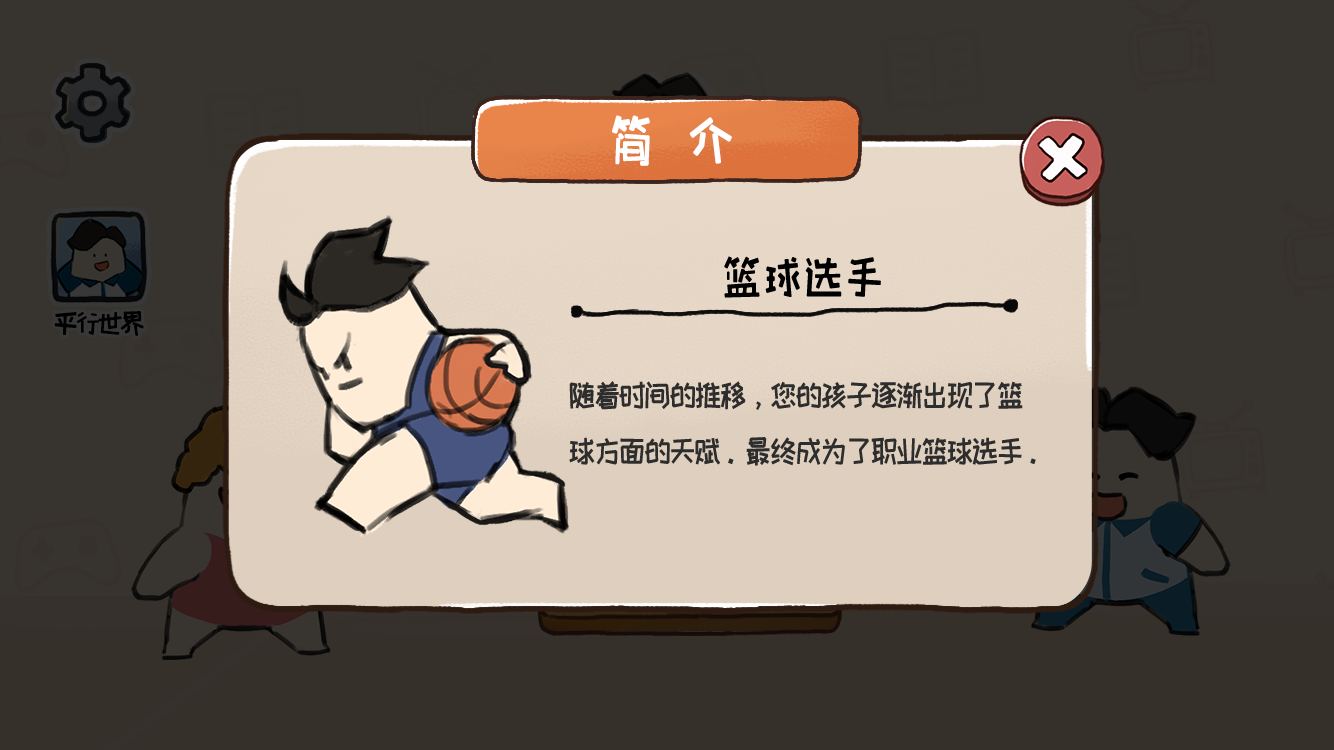 简介
平行世界
篮球选手
随着时间的推移，您的孩子逐渐出现了篮
球方面的天赋．最终成为了职业篮球选手．